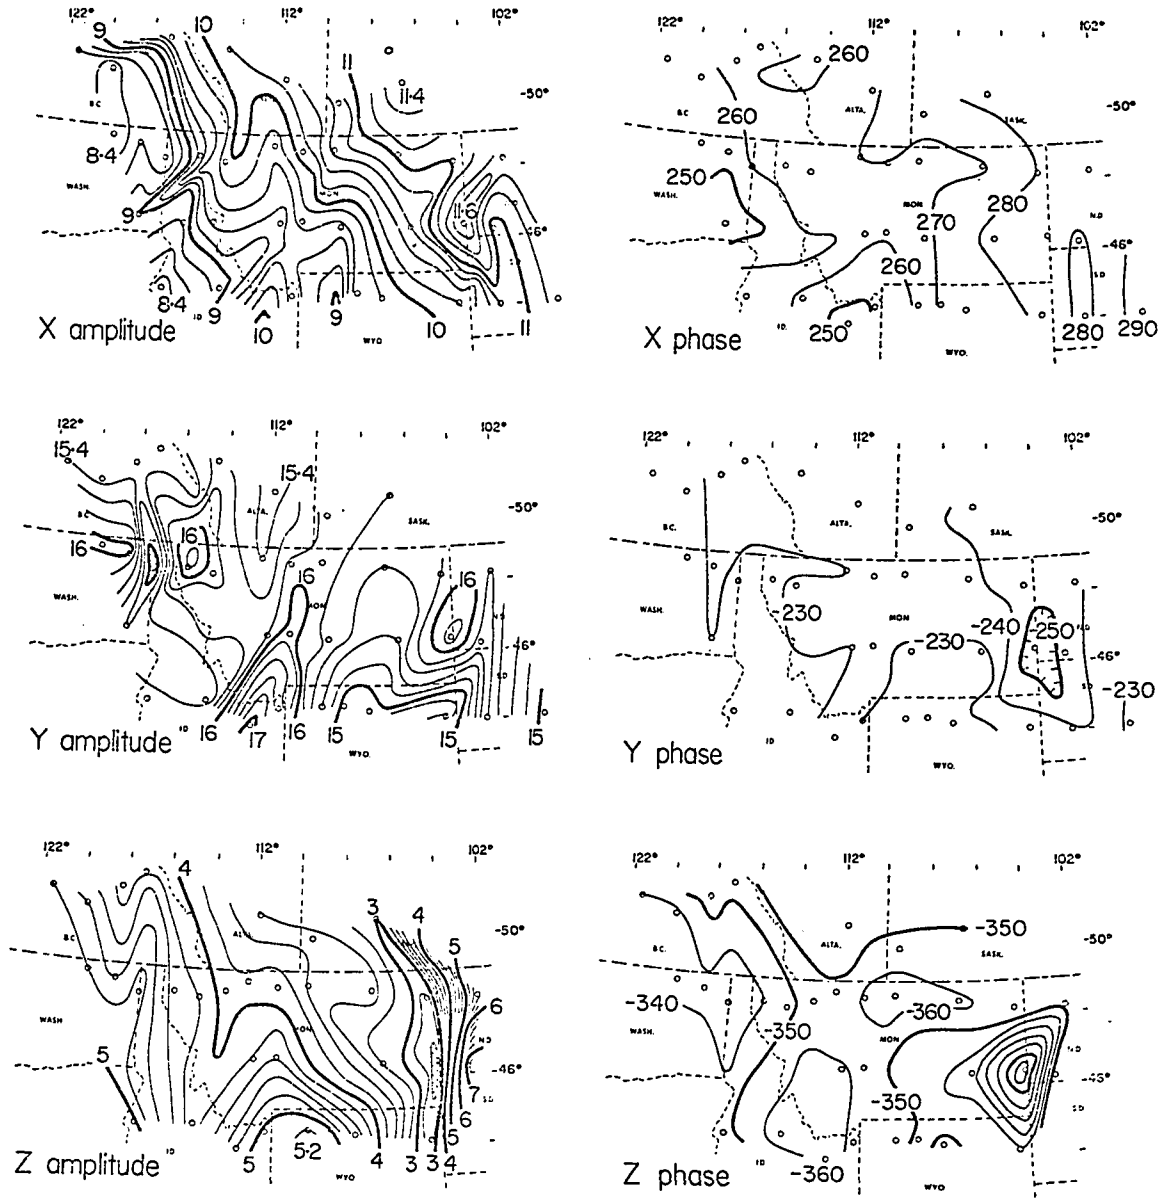 122° 112° 102°
9 10 11 11·4
-50°
BC
8·4
WASH.
9
11·6
-46°
8·4 ID 9 10 9 10 11
X amplitude
WYO
122° 112° 102°
260
-50°
BC ALTA. SASK.
260
250
WASH.
MON
280
270
N.D
-46°
260
S.D
250 280 290
X phase
ID.
WYO.
122° 112° 102°
15·4 15·4
-50°
BC ALTA. SASK.
16 16
16 16
WASH. MON
-46°
S.D
16 17 16 15 15 15
Y amplitude
ID
WYO.
122° 112° 102°
-50°
B.C. ALTA. SASK.
WASH.
-230
MON
-230 -240 -250
-46°
-230
Y phase
ID
WYO.
122° 112° 102°
4
3 4
-50°
BC
5
6
WASH
MON.
N.D
5
-46°
7
S.D
6
5
5 5·2 4 3 3 4
Z amplitude
ID
WYO
122° 112° 102°
-350
-50°
B.C. ALTA. SASK.
-340 -360
WASH. -350
MON
N.D
-46°
-350
S.D
-360
Z phase
ID
WYO